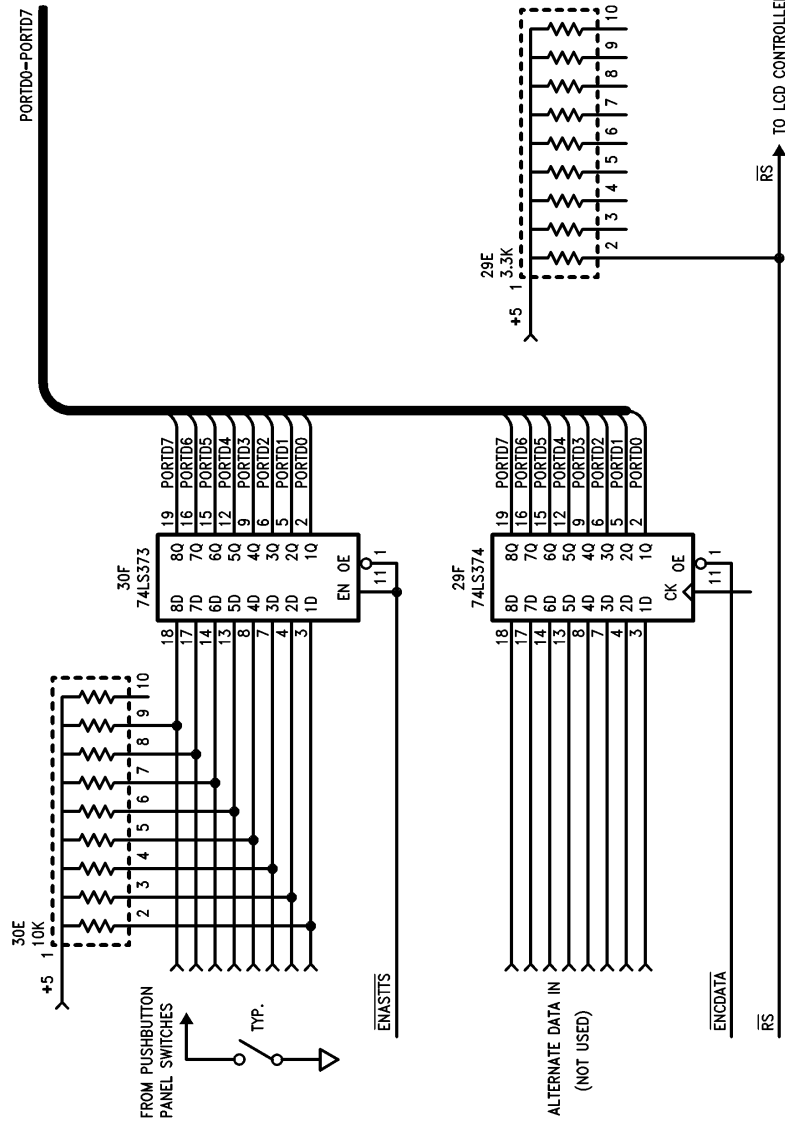 PORTD0-PORTD7
30E
10K
+5 1
2 3 4 5 6 7 8 9 10
FROM PUSHBUTTON
PANEL SWITCHES
TYP.
30F
74LS373
18 8D 8Q 19 PORTD7
17 7D 7Q 16 PORTD6
14 6D 6Q 15 PORTD5
13 5D 5Q 12 PORTD4
8 4D 4Q 9 PORTD3
7 3D 3Q 6 PORTD2
4 2D 2Q 5 PORTD1
3 1D 1Q 2 PORTD0
EN OE
11 1
ENASTTS
29F
74LS374
18 8D 8Q 19 PORTD7
17 7D 7Q 16 PORTD6
14 6D 6Q 15 PORTD5
13 5D 5Q 12 PORTD4
8 4D 4Q 9 PORTD3
7 3D 3Q 6 PORTD2
4 2D 2Q 5 PORTD1
3 1D 1Q 2 PORTD0
CK OE
11 1
ALTERNATE DATA IN
(NOT USED)
ENCDATA
29E
3.3K
+5 1
2 3 4 5 6 7 8 9 10
RS
RS
TO LCD CONTROLLER